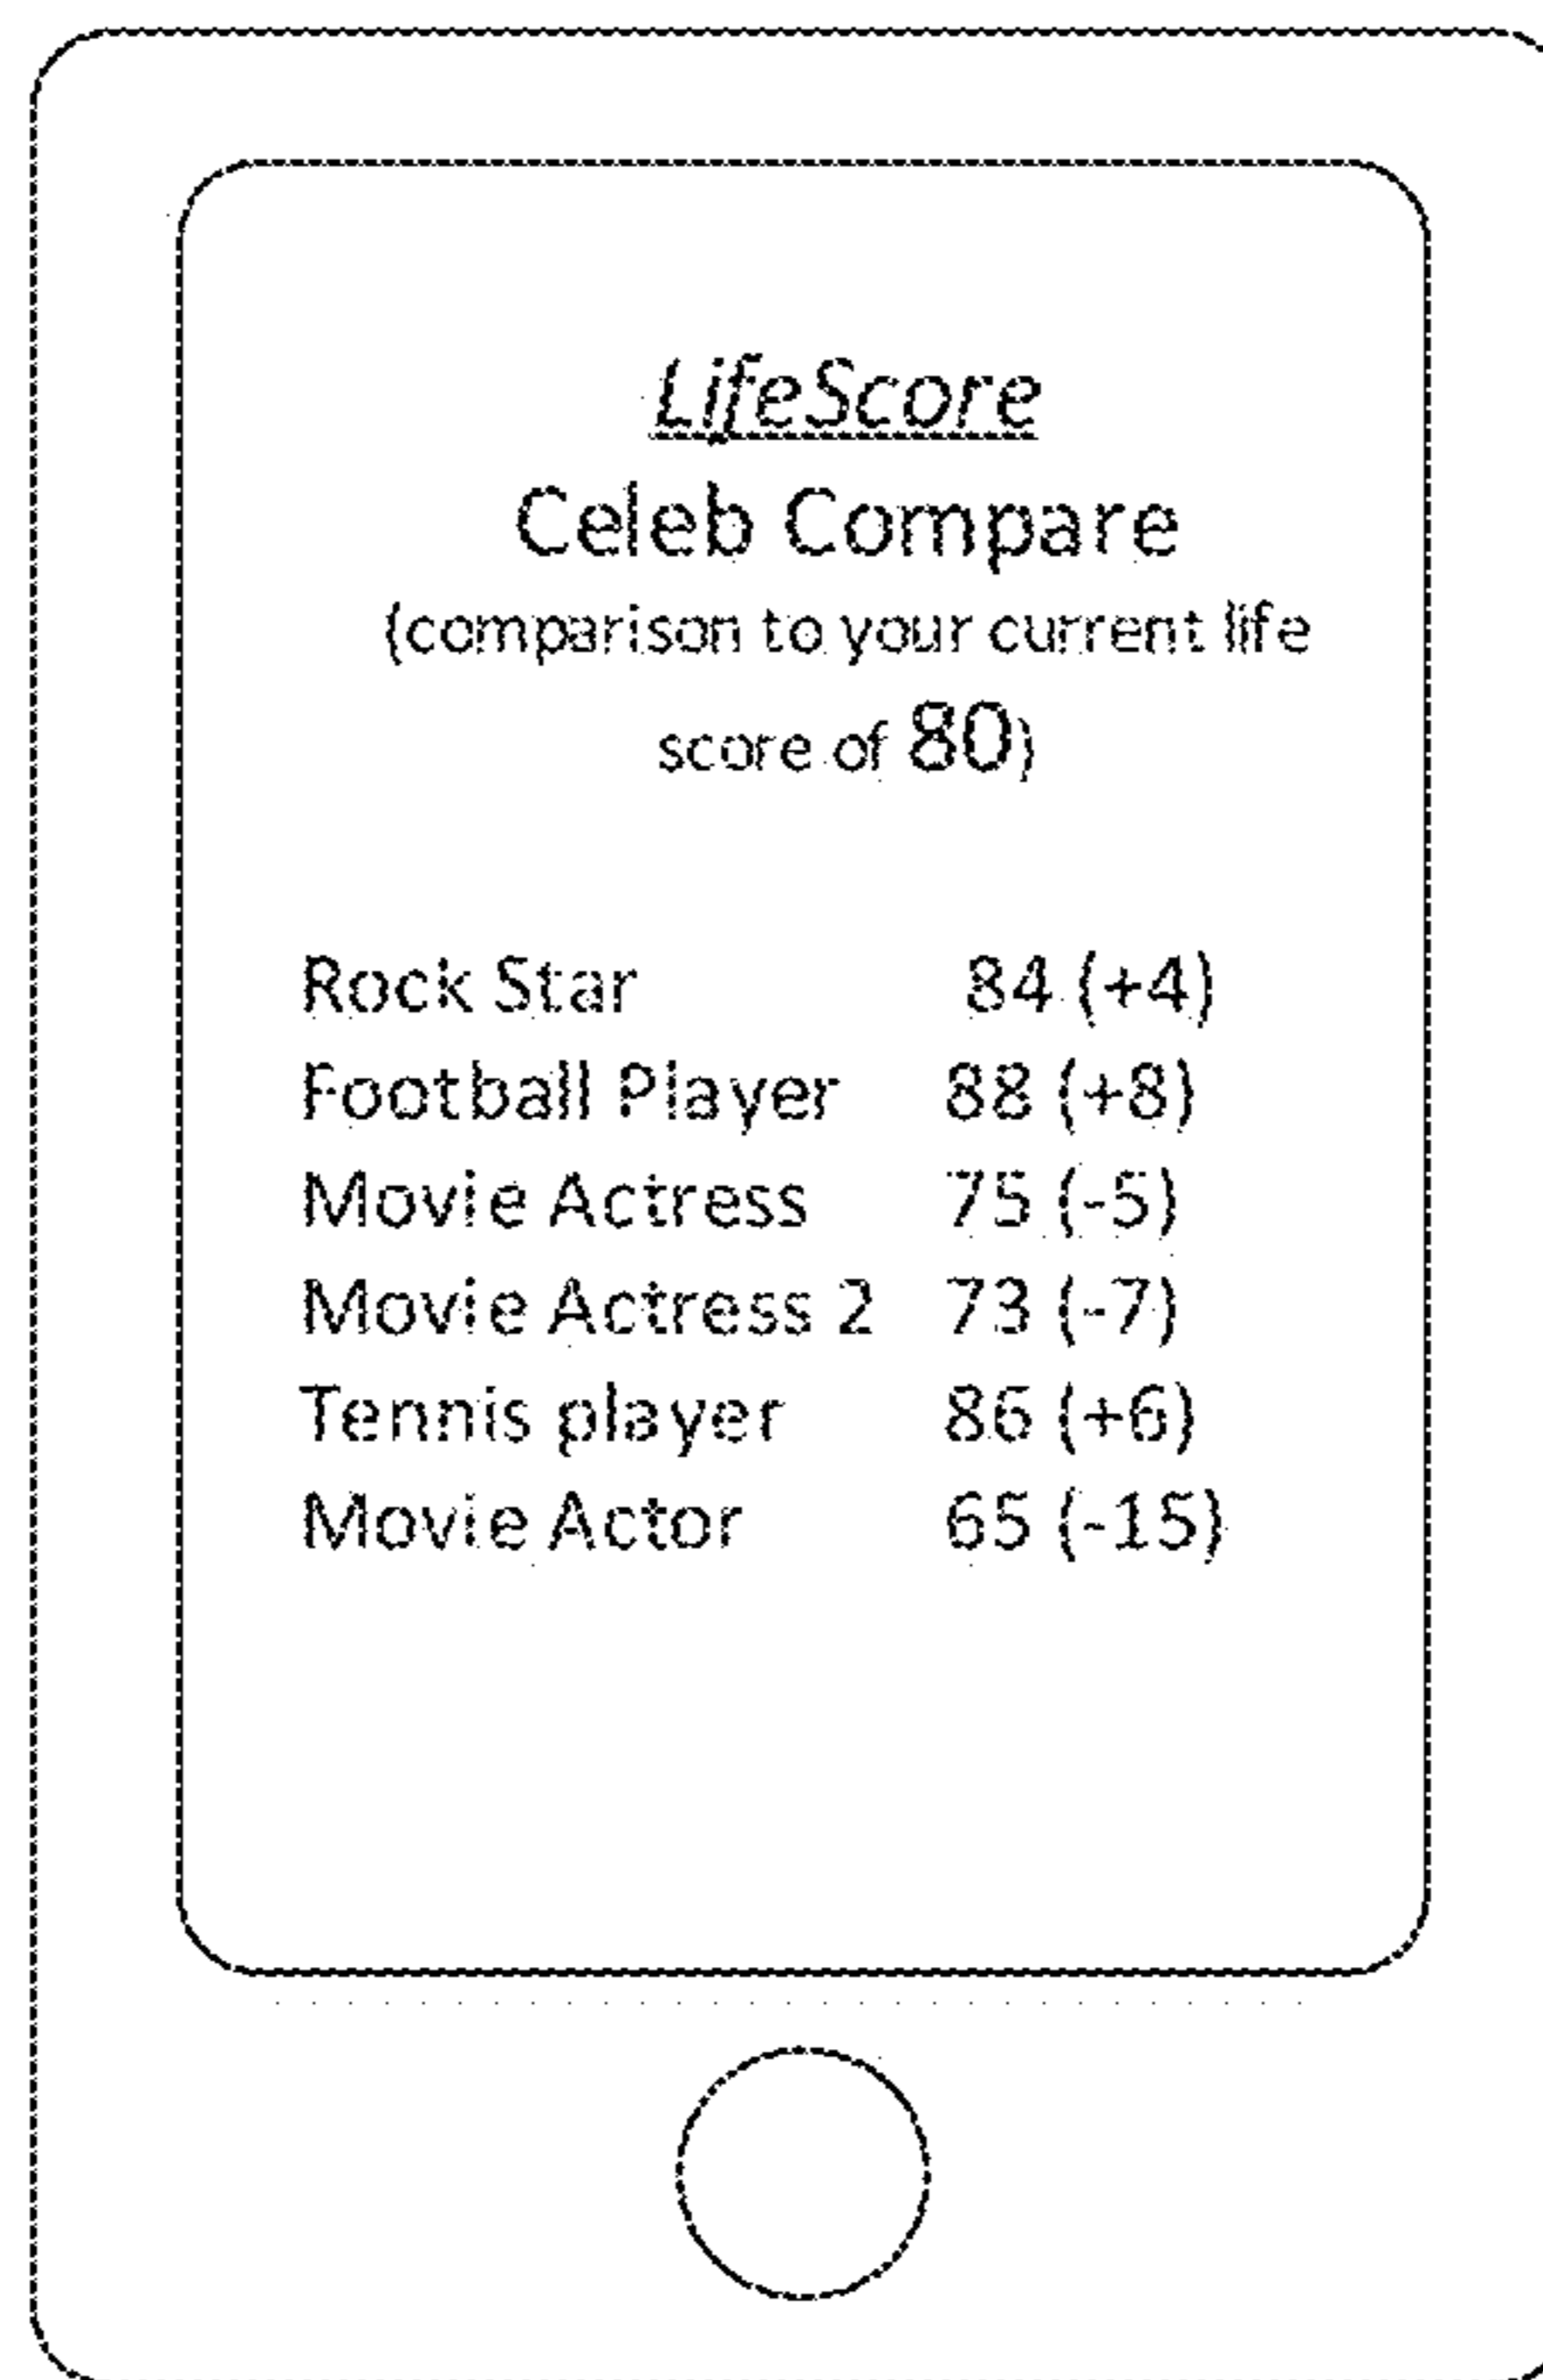 LifeScore
Celeb Compare
(comparison to your current life
score of 80)
Rock Star 84 (+4)
Football Player 88 (+8)
Movie Actress 75 (-5)
Movie Actress 2 73 (-7)
Tennis player 86 (+6)
Movie Actor 65 (-15)